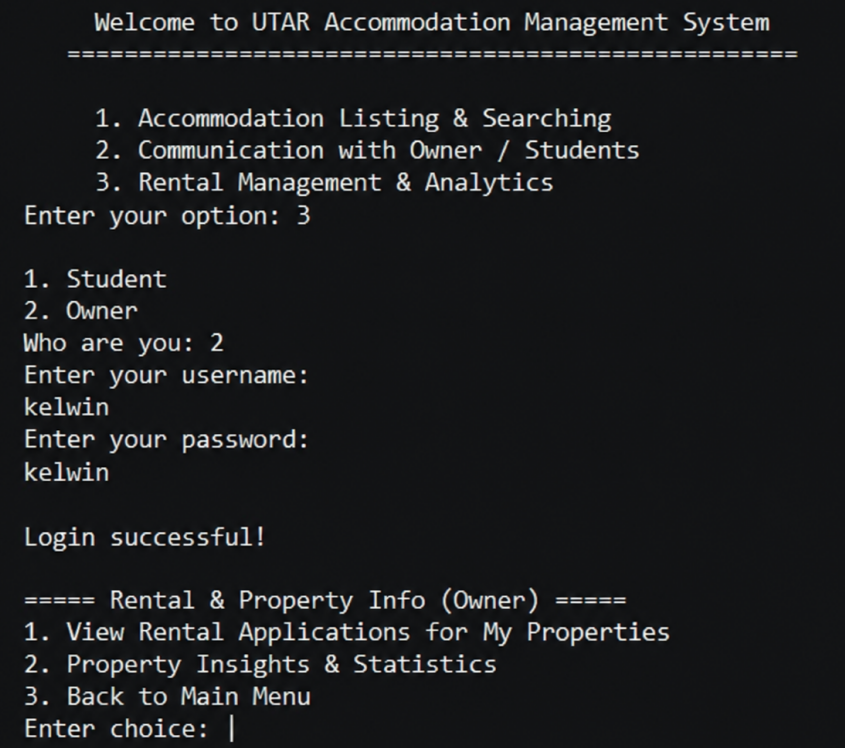 Welcome to UTAR Accommodation Management System
===================================================
1. Accommodation Listing & Searching
2. Communication with Owner / Students
3. Rental Management & Analytics
Enter your option: 3
1. Student
2. Owner
Who are you: 2
Enter your username:
kelwin
Enter your password:
kelwin
Login successful!
===== Rental & Property Info (Owner) =====
1. View Rental Applications for My Properties
2. Property Insights & Statistics
3. Back to Main Menu
Enter choice: